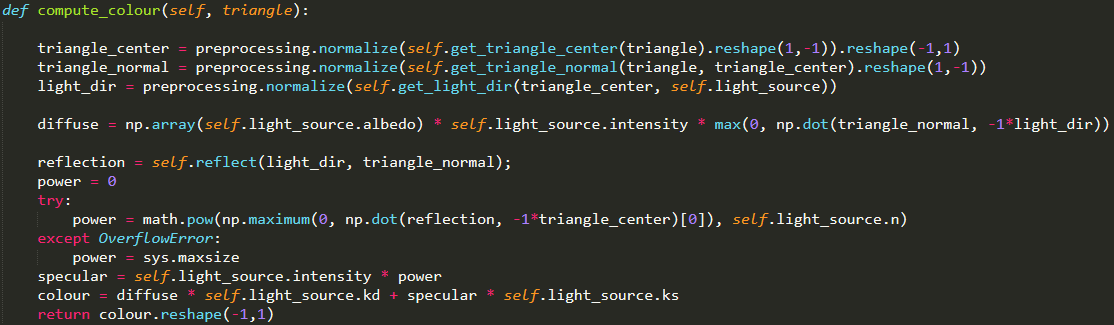 def compute_colour(self, triangle):
triangle_center = preprocessing.normalize(self.get_triangle_center(triangle).reshape(1,-1)).reshape(-1,1)
triangle_normal = preprocessing.normalize(self.get_triangle_normal(triangle, triangle_center).reshape(1,-1))
light_dir = preprocessing.normalize(self.get_light_dir(triangle_center, self.light_source))
diffuse = np.array(self.light_source.albedo) * self.light_source.intensity * max(0, np.dot(triangle_normal, -1*light_dir))
reflection = self.reflect(light_dir, triangle_normal);
power = 0
try:
power = math.pow(np.maximum(0, np.dot(reflection, -1*triangle_center)[0]), self.light_source.n)
except OverflowError:
power = sys.maxsize
specular = self.light_source.intensity * power
colour = diffuse * self.light_source.kd + specular * self.light_source.ks
return colour.reshape(-1,1)